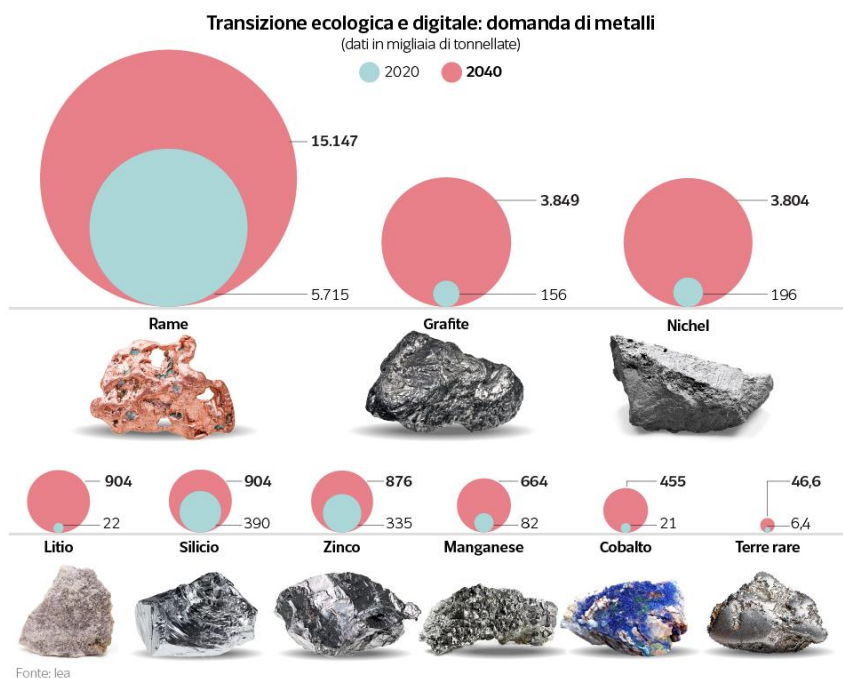 Transizione ecologica e digitale: domanda di metalli
(dati in migliaia di tonnellate)
2020 2040
15.147
5.715
Rame
3.849
156
Grafite
3.804
196
Nichel
904
22
Litio
904
390
Silicio
876
335
Zinco
664
82
Manganese
455
21
Cobalto
46,6
6,4
Terre rare
Fonte: Iea